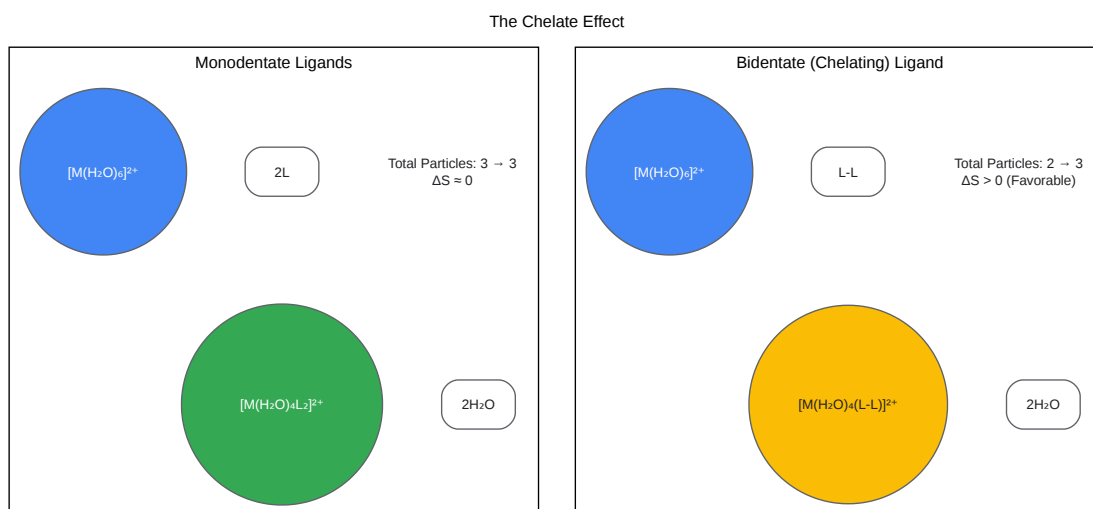 The Chelate Effect
Monodentate Ligands
[M(H₂O)₆]²⁺
2L
Total Particles: 3 → 3
ΔS ≈ 0
[M(H₂O)₄L₂]²⁺
2H₂O
Bidentate (Chelating) Ligand
[M(H₂O)₆]²⁺
L-L
Total Particles: 2 → 3
ΔS > 0 (Favorable)
[M(H₂O)₄(L-L)]²⁺
2H₂O